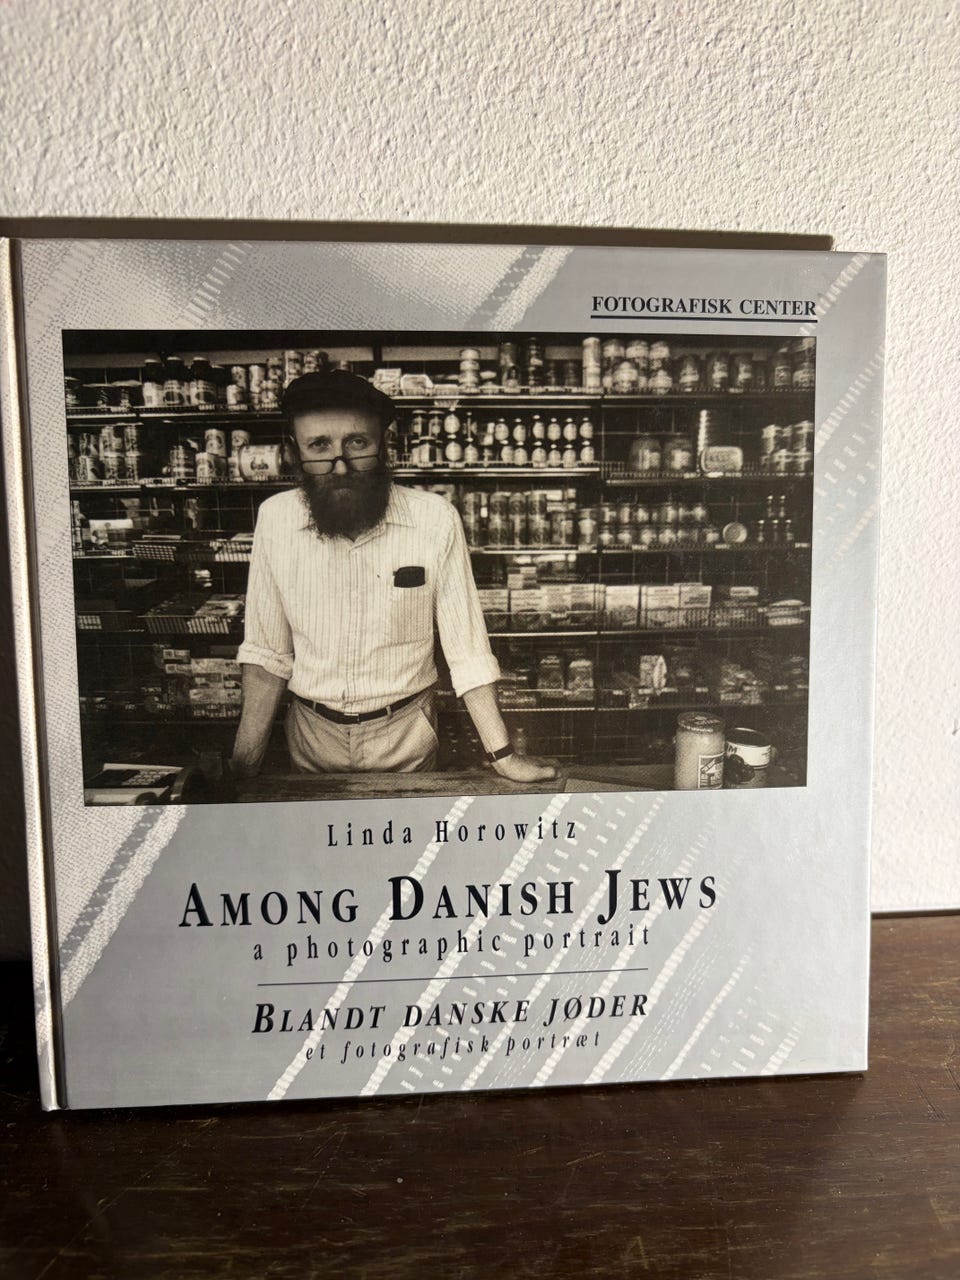 FOTOGRAFISK CENTER
Linda Horowitz
AMONG DANISH JEWS
a photographic portrait
BLANDT DANSKE JØDER
et fotografisk portræt